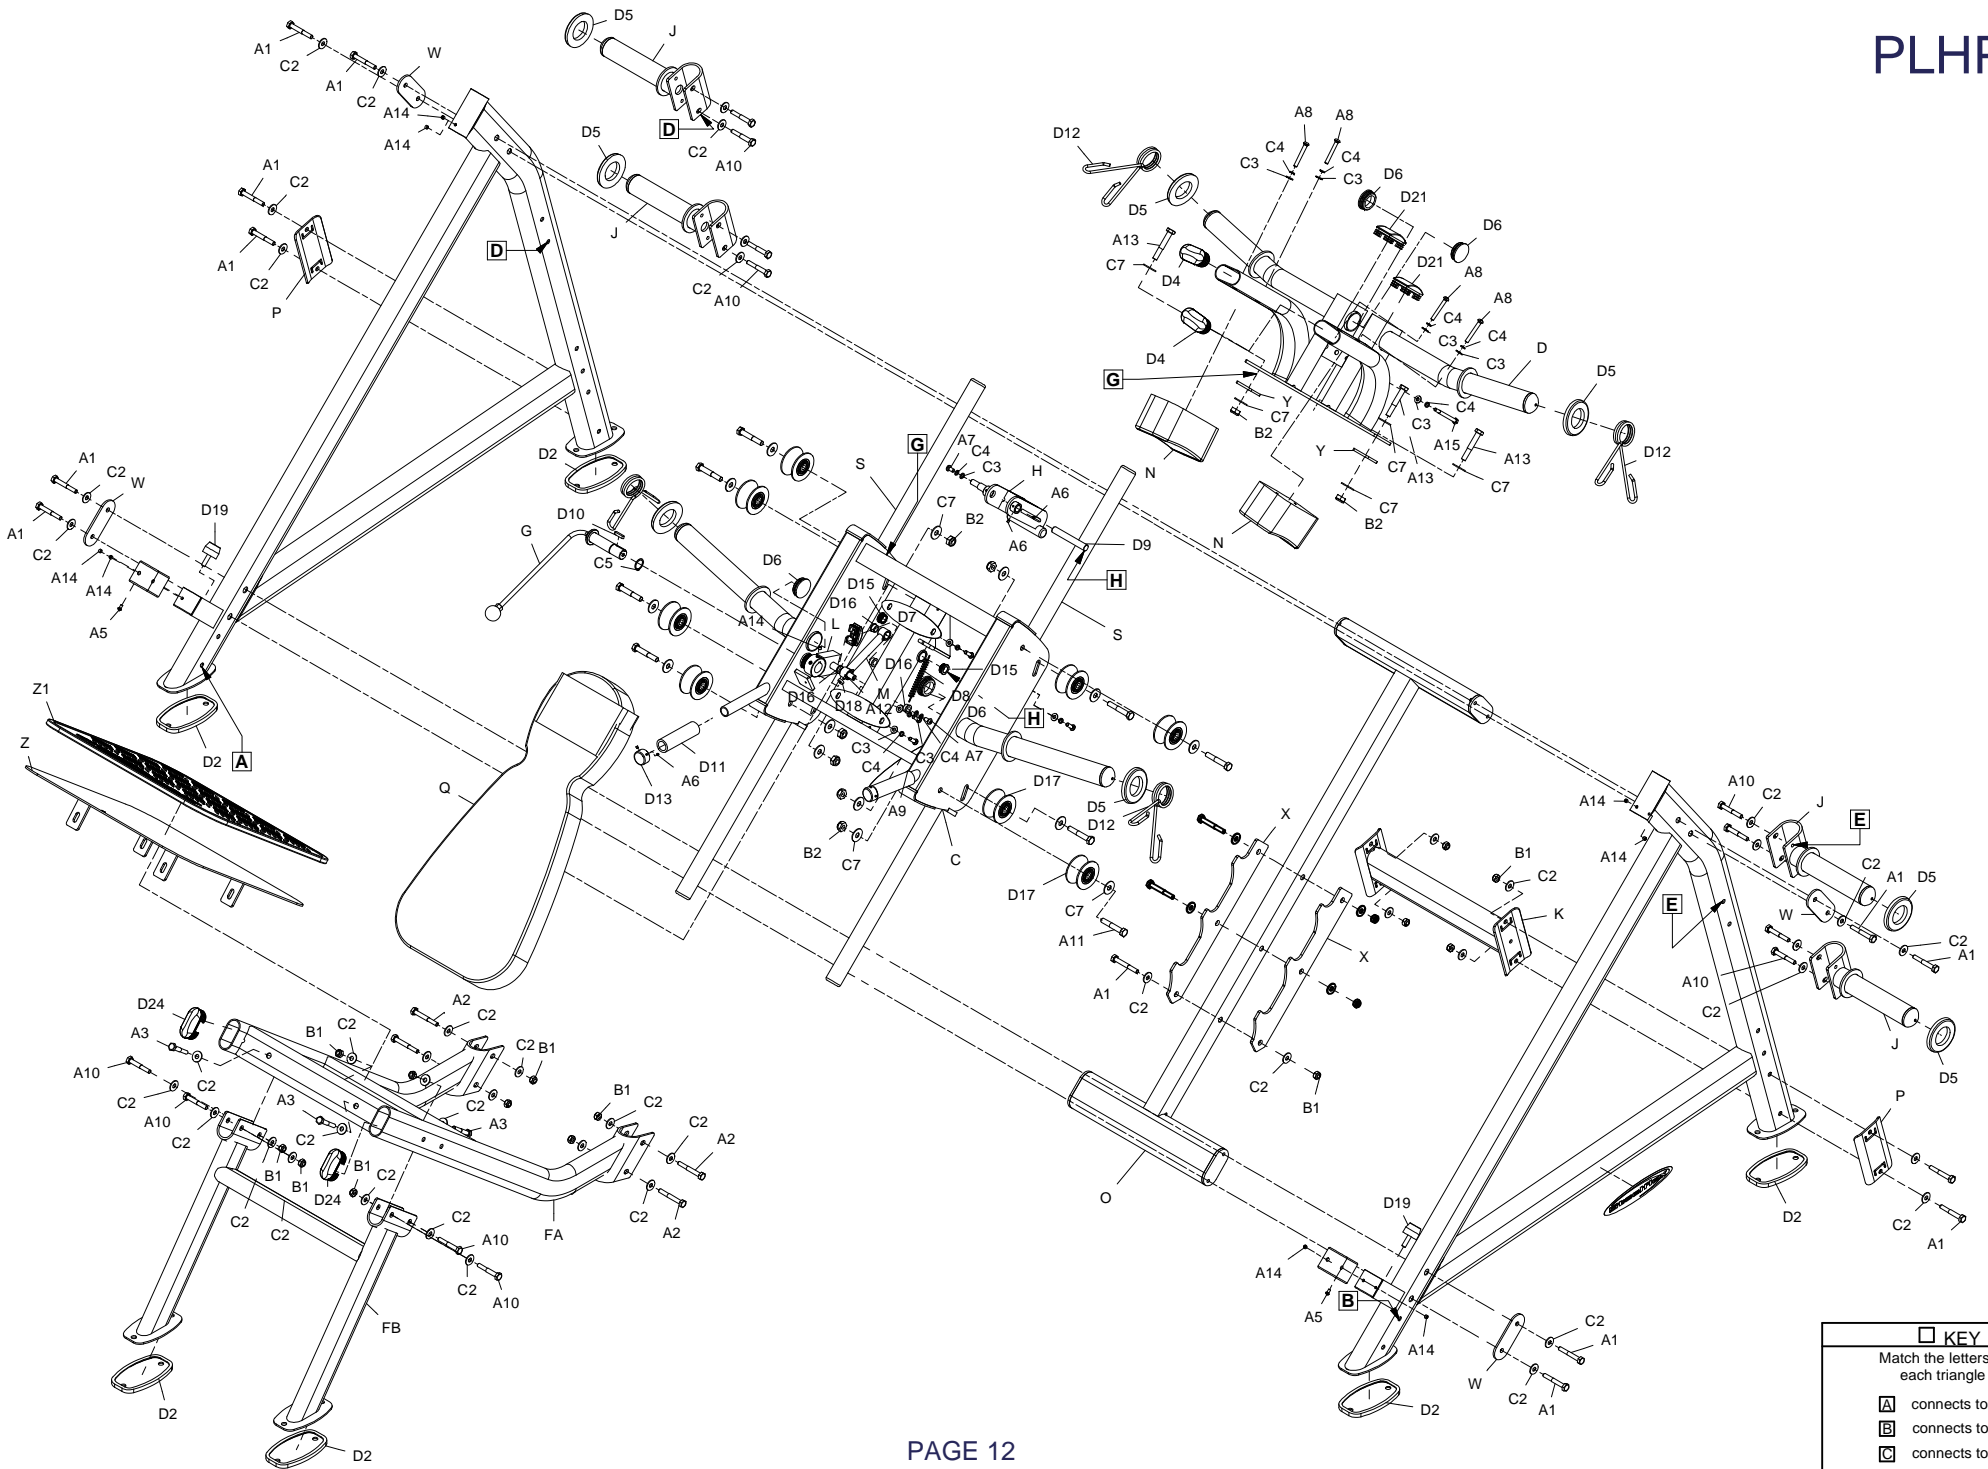 PLHP
D5
J
A1
C2
A1
C2
W
A14
A14
D
C2
A10
D5
J
C2
A10
A1
C2
A1
C2
P
D
D12
A8
A8
C4
C4
C3
C3
D6
D5
D21
D6
A13
C7
D4
D21
A8
A8
C4
C4
C3
C3
D
D5
D4
G
Y
C7
B2
C4
C3
A15
A13
D12
Y
C7
A13
C7
C7
B2
N
N
A1
C2
W
A1
C2
D19
A14
A14
A5
D2
G
S
A7
C4
C3
H
A6
C7
B2
A6
D9
H
D10
G
C5
D6
D15
D16
A14
L
D7
S
D16
D15
D16
M
D8
D18
A12
D6
H
C3
C4
C3
C4
A7
Z1
Z
D2
A
Q
D11
A6
D13
A9
D17
D5
D12
B2
C7
C
D17
C7
A11
X
X
A1
C2
C2
B1
B1
C2
K
A14
A14
A10
C2
J
E
C2
A1
D5
W
E
C2
A1
A10
C2
J
D5
P
C2
A1
D2
D24
A3
C2
B1
C2
A2
C2
C2
B1
A10
C2
A10
C2
A3
C2
C2
A3
B1
C2
C2
A2
B1
B1
D24
B1
C2
C2
C2
FA
C2
A2
C2
A10
C2
A10
FB
D2
D2
O
D19
A14
A5
B
A14
W
C2
A1
C2
A1
D2
KEY
Match the letters
each triangle
A connects to
B connects to
C connects to
PAGE 12